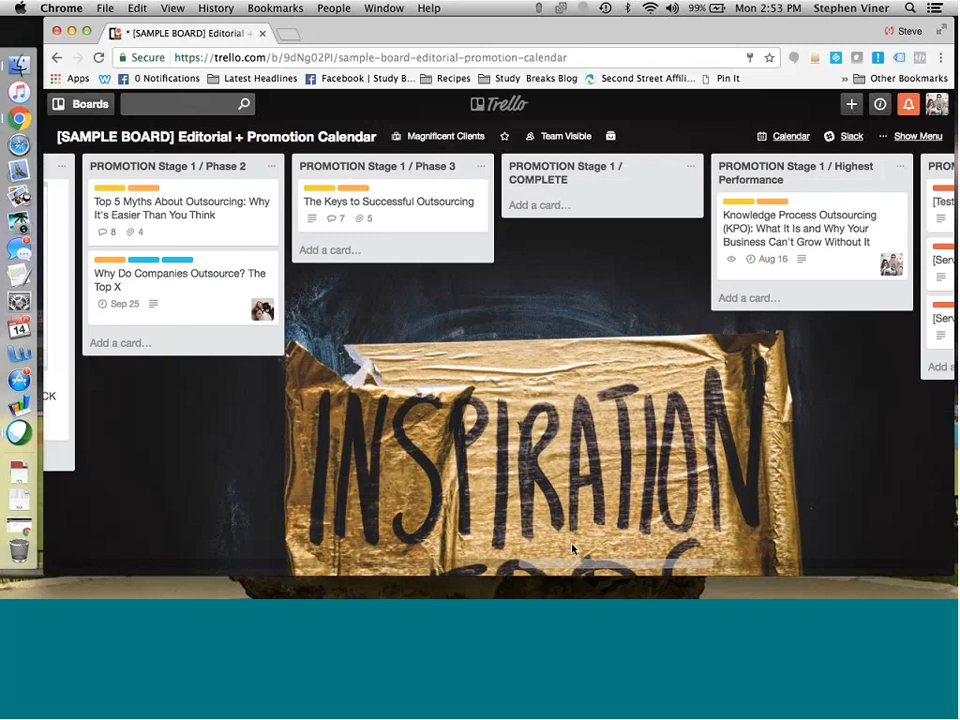 Chrome File Edit View History Bookmarks People Window Help 99% Mon 2:53 PM Stephen Viner
* [SAMPLE BOARD] Editorial + Steve
Secure https://trello.com/b/9dNg02PI/sample-board-editorial-promotion-calendar
Apps 0 Notifications Latest Headlines Facebook | Study B... Recipes Study Breaks Blog Second Street Affili... Pin It » Other Bookmarks
Boards Trello
[SAMPLE BOARD] Editorial + Promotion Calendar Magnificent Clients Team Visible Calendar Slack ... Show Menu
PROMOTION Stage 1 / Phase 2
Top 5 Myths About Outsourcing: Why
It's Easier Than You Think
8 4
Why Do Companies Outsource? The
Top X
Sep 25
Add a card...
PROMOTION Stage 1 / Phase 3
The Keys to Successful Outsourcing
7 5
Add a card...
PROMOTION Stage 1 /
COMPLETE
Add a card...
PROMOTION Stage 1 / Highest
Performance
Knowledge Process Outsourcing
(KPO): What It Is and Why Your
Business Can't Grow Without It
Aug 16
Add a card...
PROM
[Test
[Serv
[Serv
Add a
CK
14
INSPIRATION